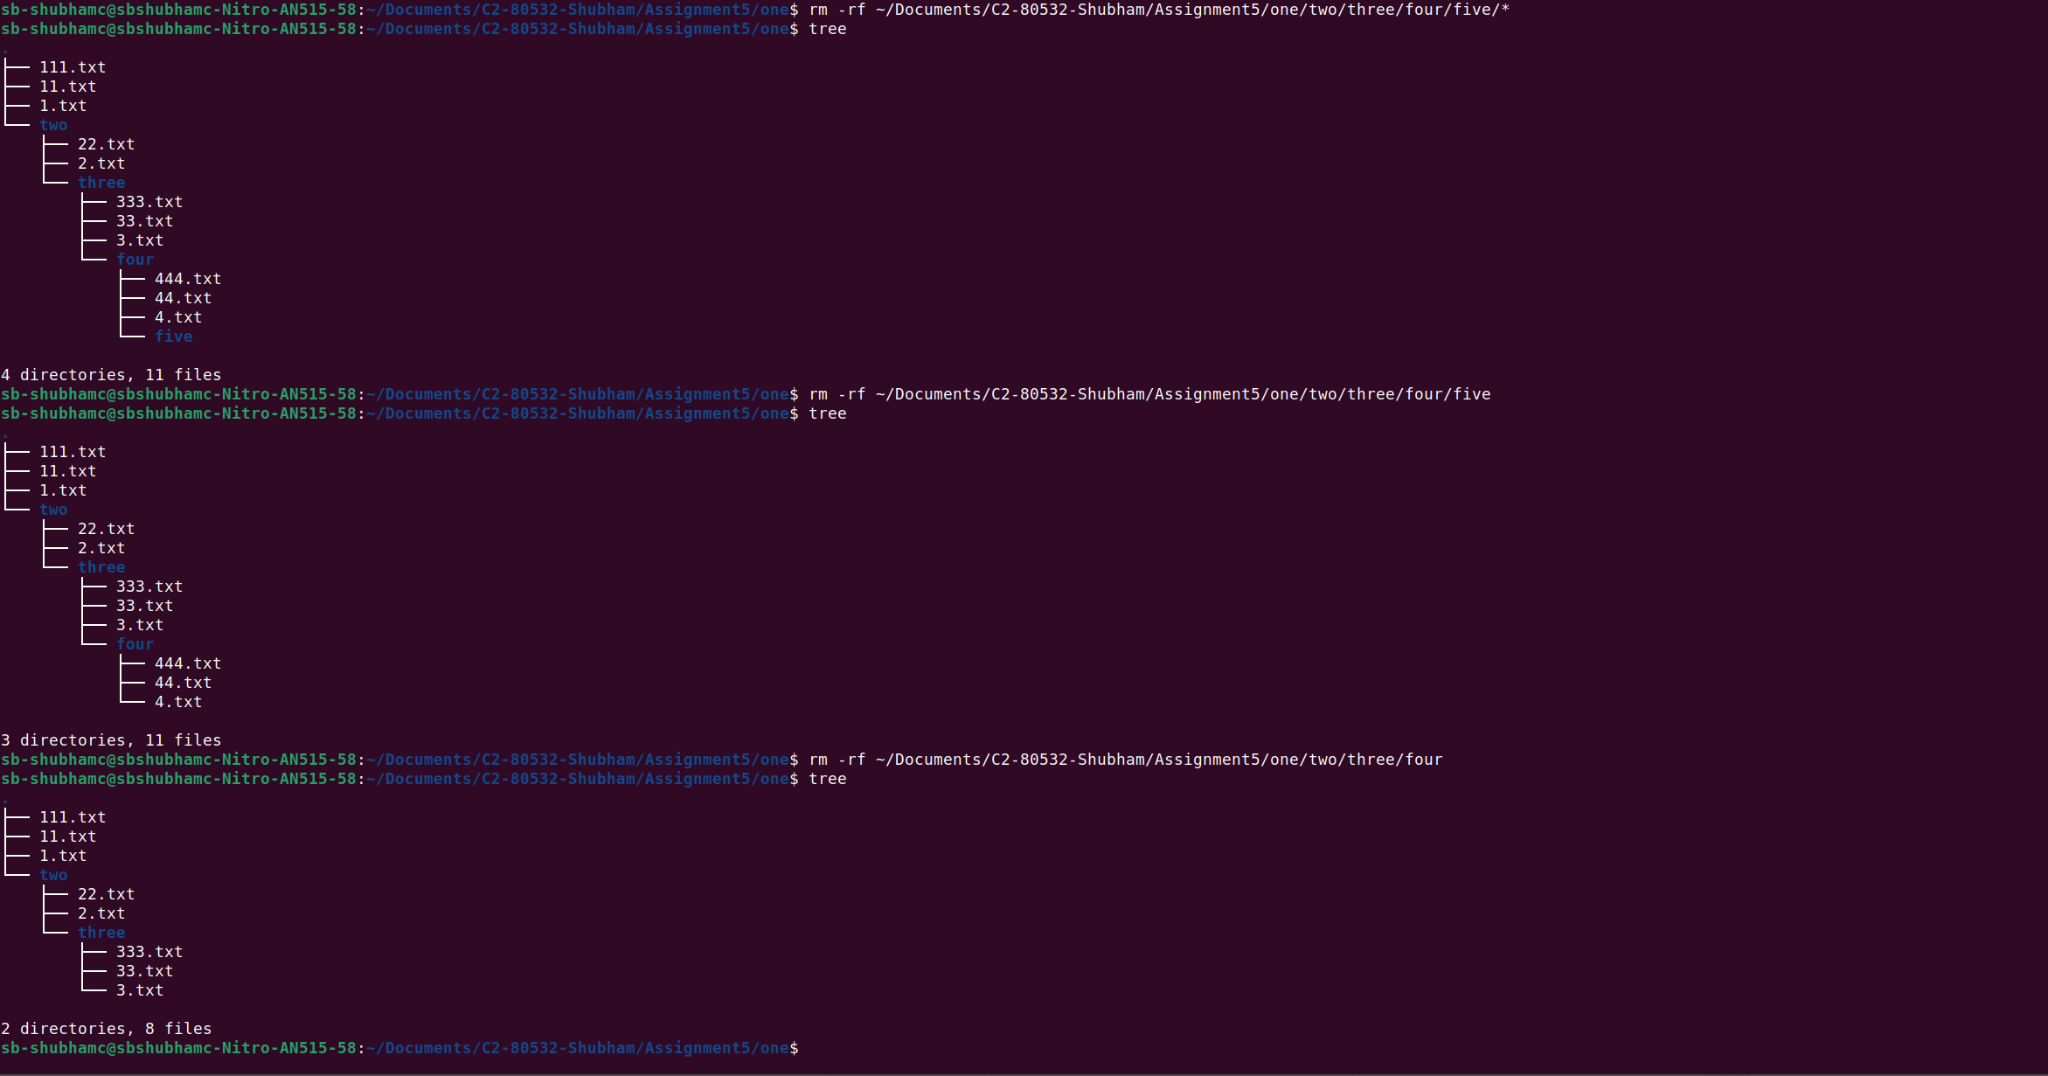 sb-shubhamc@sbshubhamc-Nitro-AN515-58:~/Documents/C2-80532-Shubham/Assignment5/one$ rm -rf ~/Documents/C2-80532-Shubham/Assignment5/one/two/three/four/five/*
sb-shubhamc@sbshubhamc-Nitro-AN515-58:~/Documents/C2-80532-Shubham/Assignment5/one$ tree
.
├── 111.txt
├── 11.txt
├── 1.txt
└── two
    ├── 22.txt
    ├── 2.txt
    └── three
        ├── 333.txt
        ├── 33.txt
        ├── 3.txt
        └── four
            ├── 444.txt
            ├── 44.txt
            ├── 4.txt
            └── five

4 directories, 11 files
sb-shubhamc@sbshubhamc-Nitro-AN515-58:~/Documents/C2-80532-Shubham/Assignment5/one$ rm -rf ~/Documents/C2-80532-Shubham/Assignment5/one/two/three/four/five
sb-shubhamc@sbshubhamc-Nitro-AN515-58:~/Documents/C2-80532-Shubham/Assignment5/one$ tree
.
├── 111.txt
├── 11.txt
├── 1.txt
└── two
    ├── 22.txt
    ├── 2.txt
    └── three
        ├── 333.txt
        ├── 33.txt
        ├── 3.txt
        └── four
            ├── 444.txt
            ├── 44.txt
            └── 4.txt

3 directories, 11 files
sb-shubhamc@sbshubhamc-Nitro-AN515-58:~/Documents/C2-80532-Shubham/Assignment5/one$ rm -rf ~/Documents/C2-80532-Shubham/Assignment5/one/two/three/four
sb-shubhamc@sbshubhamc-Nitro-AN515-58:~/Documents/C2-80532-Shubham/Assignment5/one$ tree
.
├── 111.txt
├── 11.txt
├── 1.txt
└── two
    ├── 22.txt
    ├── 2.txt
    └── three
        ├── 333.txt
        ├── 33.txt
        └── 3.txt

2 directories, 8 files
sb-shubhamc@sbshubhamc-Nitro-AN515-58:~/Documents/C2-80532-Shubham/Assignment5/one$